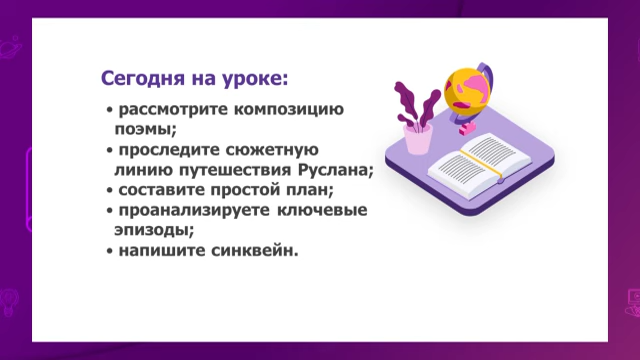 Сегодня на уроке:
• рассмотрите композицию
поэмы;
• проследите сюжетную
линию путешествия Руслана;
• составите простой план;
• проанализируете ключевые
эпизоды;
• напишите синквейн.